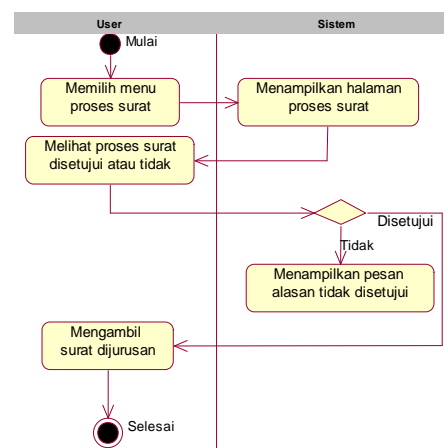 User
Sistem
Mulai
Memilih menu
proses surat
Menampilkan halaman
proses surat
Melihat proses surat
disetujui atau tidak
Disetujui
Tidak
Menampilkan pesan
alasan tidak disetujui
Mengambil
surat dijurusan
Selesai